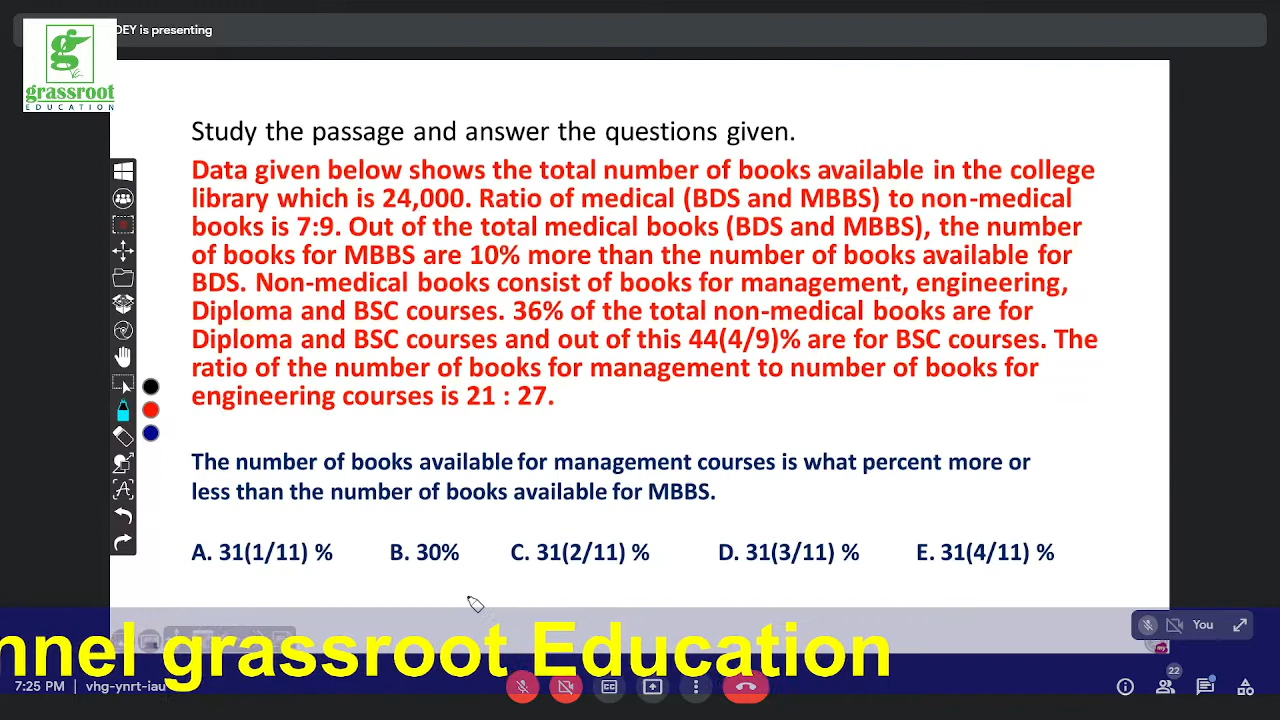 DEY is presenting
g
grassroot
EDUCATION
Study the passage and answer the questions given.
Data given below shows the total number of books available in the college
library which is 24,000. Ratio of medical (BDS and MBBS) to non-medical
books is 7:9. Out of the total medical books (BDS and MBBS), the number
of books for MBBS are 10% more than the number of books available for
BDS. Non-medical books consist of books for management, engineering,
Diploma and BSC courses. 36% of the total non-medical books are for
Diploma and BSC courses and out of this 44(4/9)% are for BSC courses. The
ratio of the number of books for management to number of books for
engineering courses is 21 : 27.
The number of books available for management courses is what percent more or
less than the number of books available for MBBS.
A. 31(1/11) % B. 30% C. 31(2/11) % D. 31(3/11) % E. 31(4/11) %
You
nnel grassroot Education
7:25 PM vhg-ynrt-iau
22